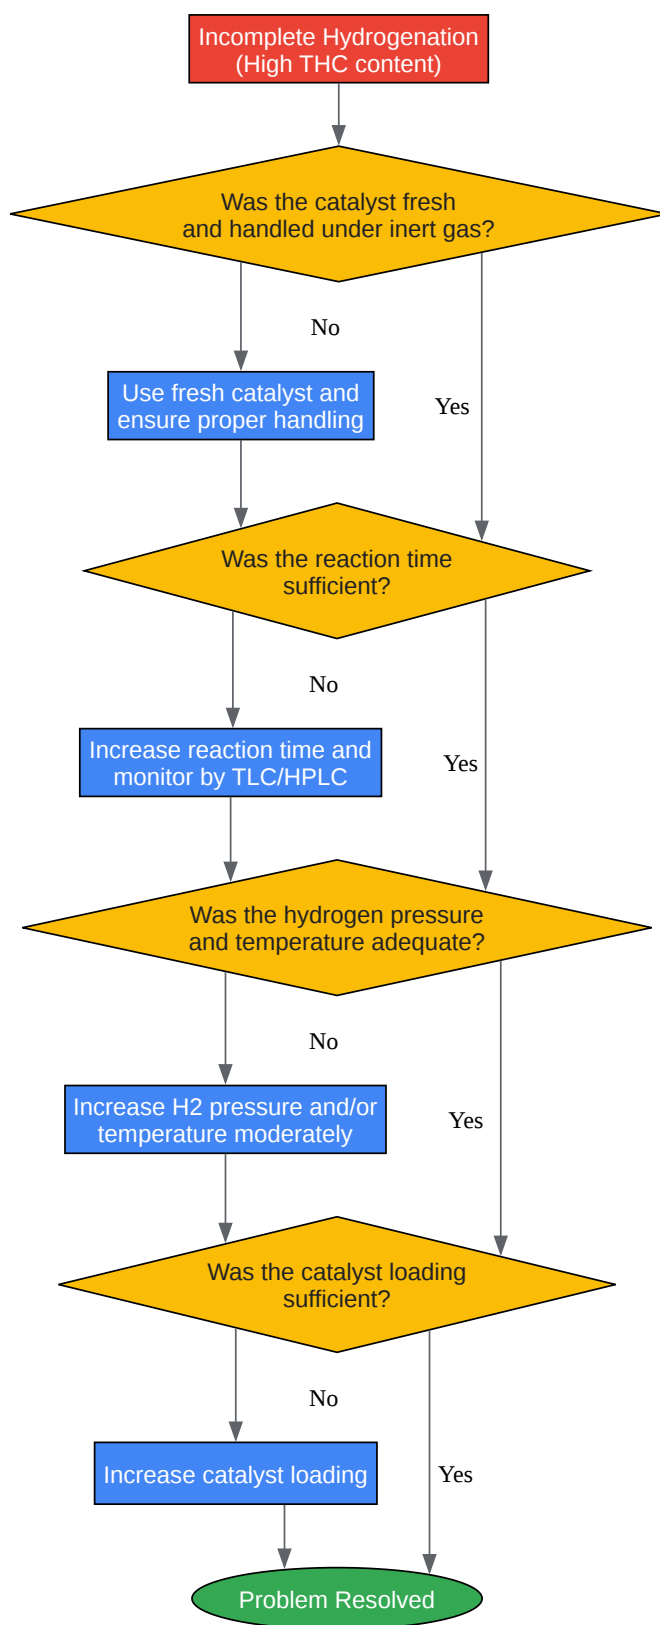 Incomplete Hydrogenation
(High THC content)
Was the catalyst fresh
and handled under inert gas?
No
Use fresh catalyst and
ensure proper handling
Yes
Was the reaction time
sufficient?
No
Increase reaction time and
monitor by TLC/HPLC
Yes
Was the hydrogen pressure
and temperature adequate?
No
Increase H2 pressure and/or
temperature moderately
Yes
Was the catalyst loading
sufficient?
No
Increase catalyst loading
Yes
Problem Resolved